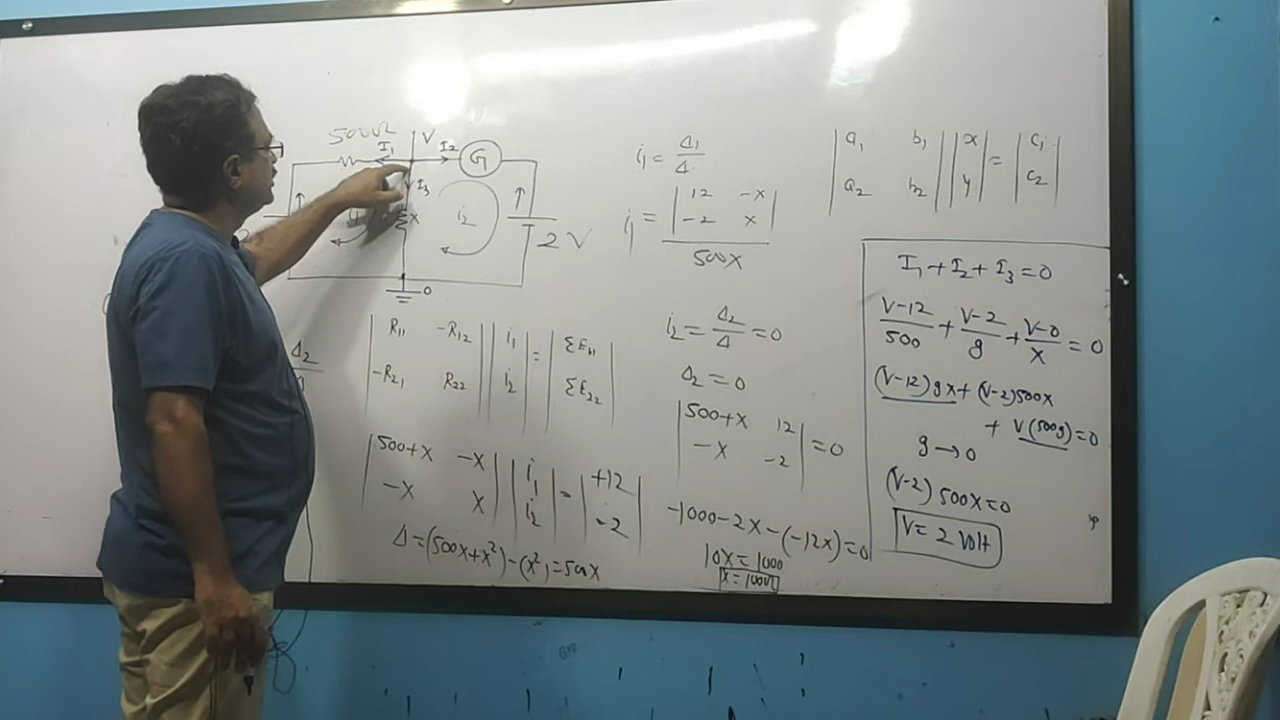 500Ω
I₁
V
I₂
G
I₃
X
i₂
2V
0
Δ₂
| R₁₁ -R₁₂ | | i₁ | = | ΣE₁₁ |
| -R₂₁ R₂₂ | | i₂ | | ΣE₂₂ |
| 500+X -X | | i₁ | = | +12 |
| -X X | | i₂ | | -2 |
Δ=(500X+X²)-(X²)=500X
i₁ = Δ₁/Δ
i₁ = | 12 -X |
| -2 X |
500X
i₂ = Δ₂/Δ = 0
Δ₂ = 0
| 500+X 12 | = 0
| -X -2 |
-1000-2X-(-12X)=0
10X = 1000
X = 100Ω
| a₁ b₁ | | x | = | c₁ |
| a₂ b₂ | | y | | c₂ |
I₁+I₂+I₃=0
(V-12)/500 + (V-2)/g + (V-0)/X = 0
(V-12)gX + (V-2)500X
+ V(500g)=0
g→0
(V-2) 500X=0
V = 2 Volt